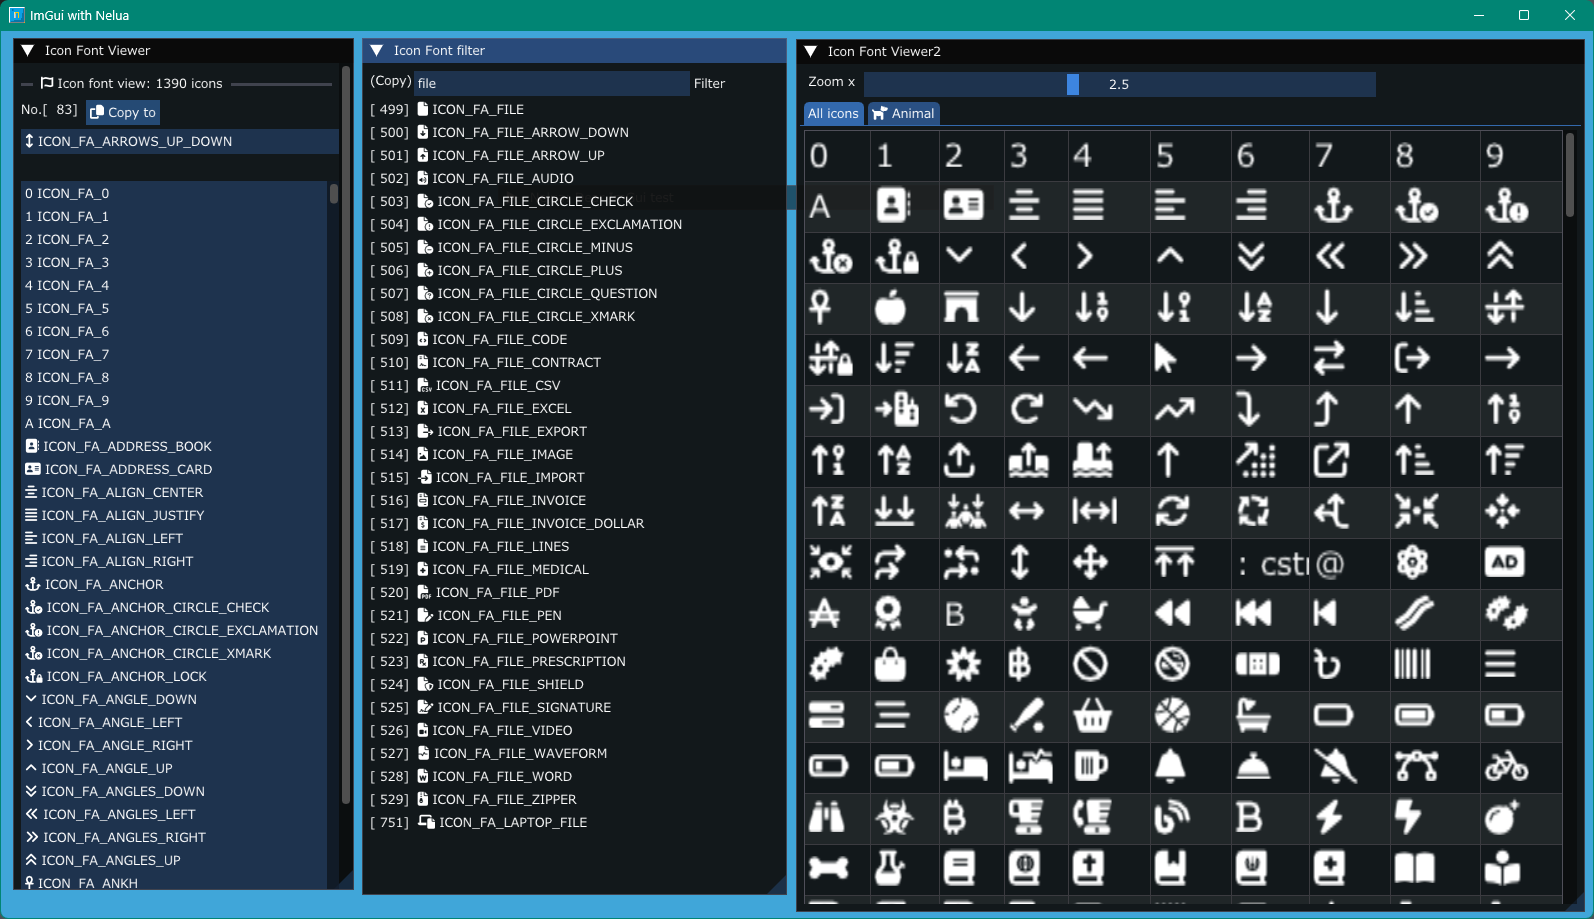 ImGui with Nelua
Icon Font Viewer
Icon font view: 1390 icons
No.[ 83] Copy to
ICON_FA_ARROWS_UP_DOWN
0 ICON_FA_0
1 ICON_FA_1
2 ICON_FA_2
3 ICON_FA_3
4 ICON_FA_4
5 ICON_FA_5
6 ICON_FA_6
7 ICON_FA_7
8 ICON_FA_8
9 ICON_FA_9
A ICON_FA_A
ICON_FA_ADDRESS_BOOK
ICON_FA_ADDRESS_CARD
ICON_FA_ALIGN_CENTER
ICON_FA_ALIGN_JUSTIFY
ICON_FA_ALIGN_LEFT
ICON_FA_ALIGN_RIGHT
ICON_FA_ANCHOR
ICON_FA_ANCHOR_CIRCLE_CHECK
ICON_FA_ANCHOR_CIRCLE_EXCLAMATION
ICON_FA_ANCHOR_CIRCLE_XMARK
ICON_FA_ANCHOR_LOCK
ICON_FA_ANGLE_DOWN
ICON_FA_ANGLE_LEFT
ICON_FA_ANGLE_RIGHT
ICON_FA_ANGLE_UP
ICON_FA_ANGLES_DOWN
ICON_FA_ANGLES_LEFT
ICON_FA_ANGLES_RIGHT
ICON_FA_ANGLES_UP
ICON_FA_ANKH
Icon Font filter
(Copy) file Filter
[ 499] ICON_FA_FILE
[ 500] ICON_FA_FILE_ARROW_DOWN
[ 501] ICON_FA_FILE_ARROW_UP
[ 502] ICON_FA_FILE_AUDIO
[ 503] ICON_FA_FILE_CIRCLE_CHECK
[ 504] ICON_FA_FILE_CIRCLE_EXCLAMATION
[ 505] ICON_FA_FILE_CIRCLE_MINUS
[ 506] ICON_FA_FILE_CIRCLE_PLUS
[ 507] ICON_FA_FILE_CIRCLE_QUESTION
[ 508] ICON_FA_FILE_CIRCLE_XMARK
[ 509] ICON_FA_FILE_CODE
[ 510] ICON_FA_FILE_CONTRACT
[ 511] ICON_FA_FILE_CSV
[ 512] ICON_FA_FILE_EXCEL
[ 513] ICON_FA_FILE_EXPORT
[ 514] ICON_FA_FILE_IMAGE
[ 515] ICON_FA_FILE_IMPORT
[ 516] ICON_FA_FILE_INVOICE
[ 517] ICON_FA_FILE_INVOICE_DOLLAR
[ 518] ICON_FA_FILE_LINES
[ 519] ICON_FA_FILE_MEDICAL
[ 520] ICON_FA_FILE_PDF
[ 521] ICON_FA_FILE_PEN
[ 522] ICON_FA_FILE_POWERPOINT
[ 523] ICON_FA_FILE_PRESCRIPTION
[ 524] ICON_FA_FILE_SHIELD
[ 525] ICON_FA_FILE_SIGNATURE
[ 526] ICON_FA_FILE_VIDEO
[ 527] ICON_FA_FILE_WAVEFORM
[ 528] ICON_FA_FILE_WORD
[ 529] ICON_FA_FILE_ZIPPER
[ 751] ICON_FA_LAPTOP_FILE
Icon Font Viewer2
Zoom x 2.5
All icons Animal
0 1 2 3 4 5 6 7 8 9
A
: cstr @ AD
B